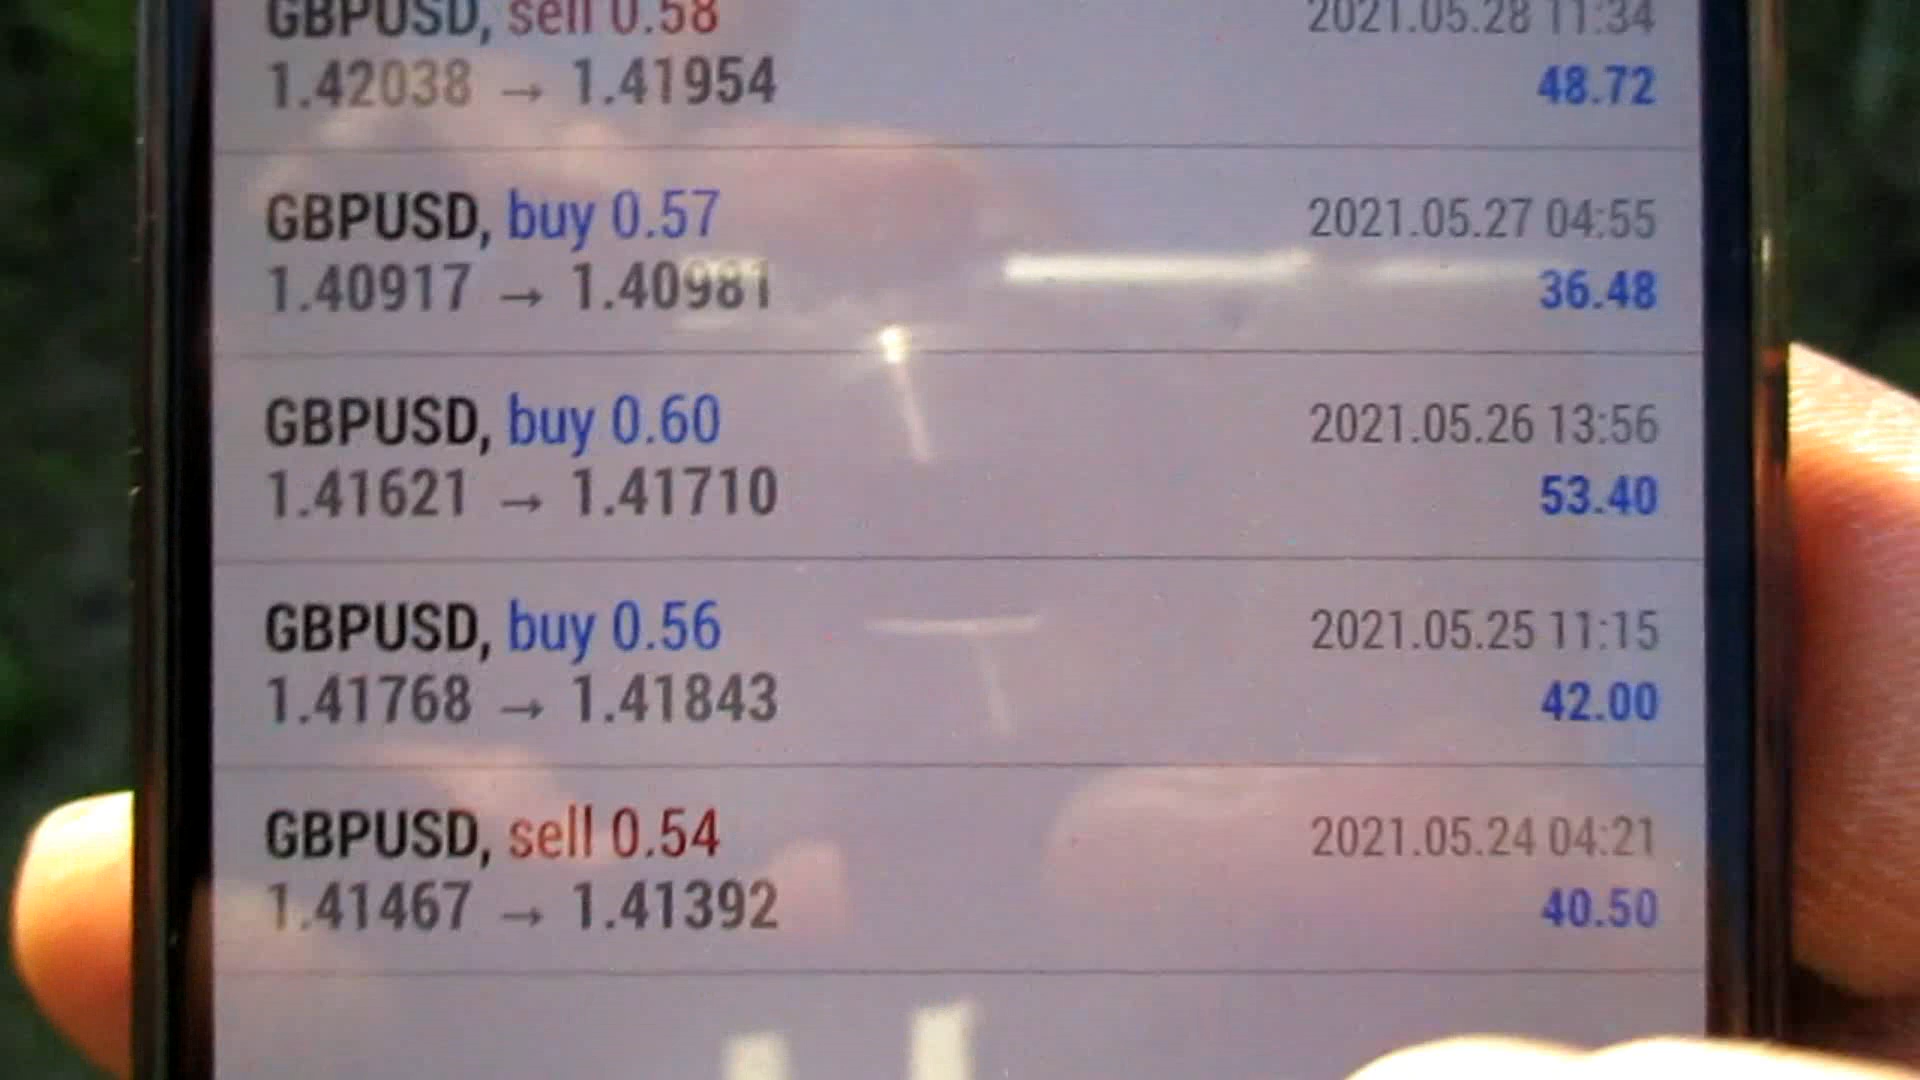 GBPUSD, sell 0.58 2021.05.28 11:34
1.42038 → 1.41954 48.72
GBPUSD, buy 0.57 2021.05.27 04:55
1.40917 → 1.40981 36.48
GBPUSD, buy 0.60 2021.05.26 13:56
1.41621 → 1.41710 53.40
GBPUSD, buy 0.56 2021.05.25 11:15
1.41768 → 1.41843 42.00
GBPUSD, sell 0.54 2021.05.24 04:21
1.41467 → 1.41392 40.50